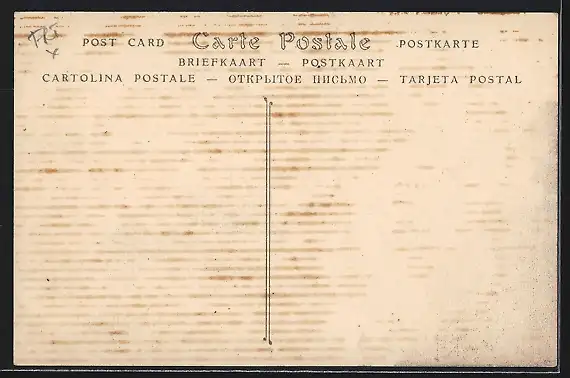 POST CARD Carte Postale POSTKARTE
BRIEFKAART — POSTKAART
CARTOLINA POSTALE — ОТКРЫТОЕ ПИСЬМО — TARJETA POSTAL